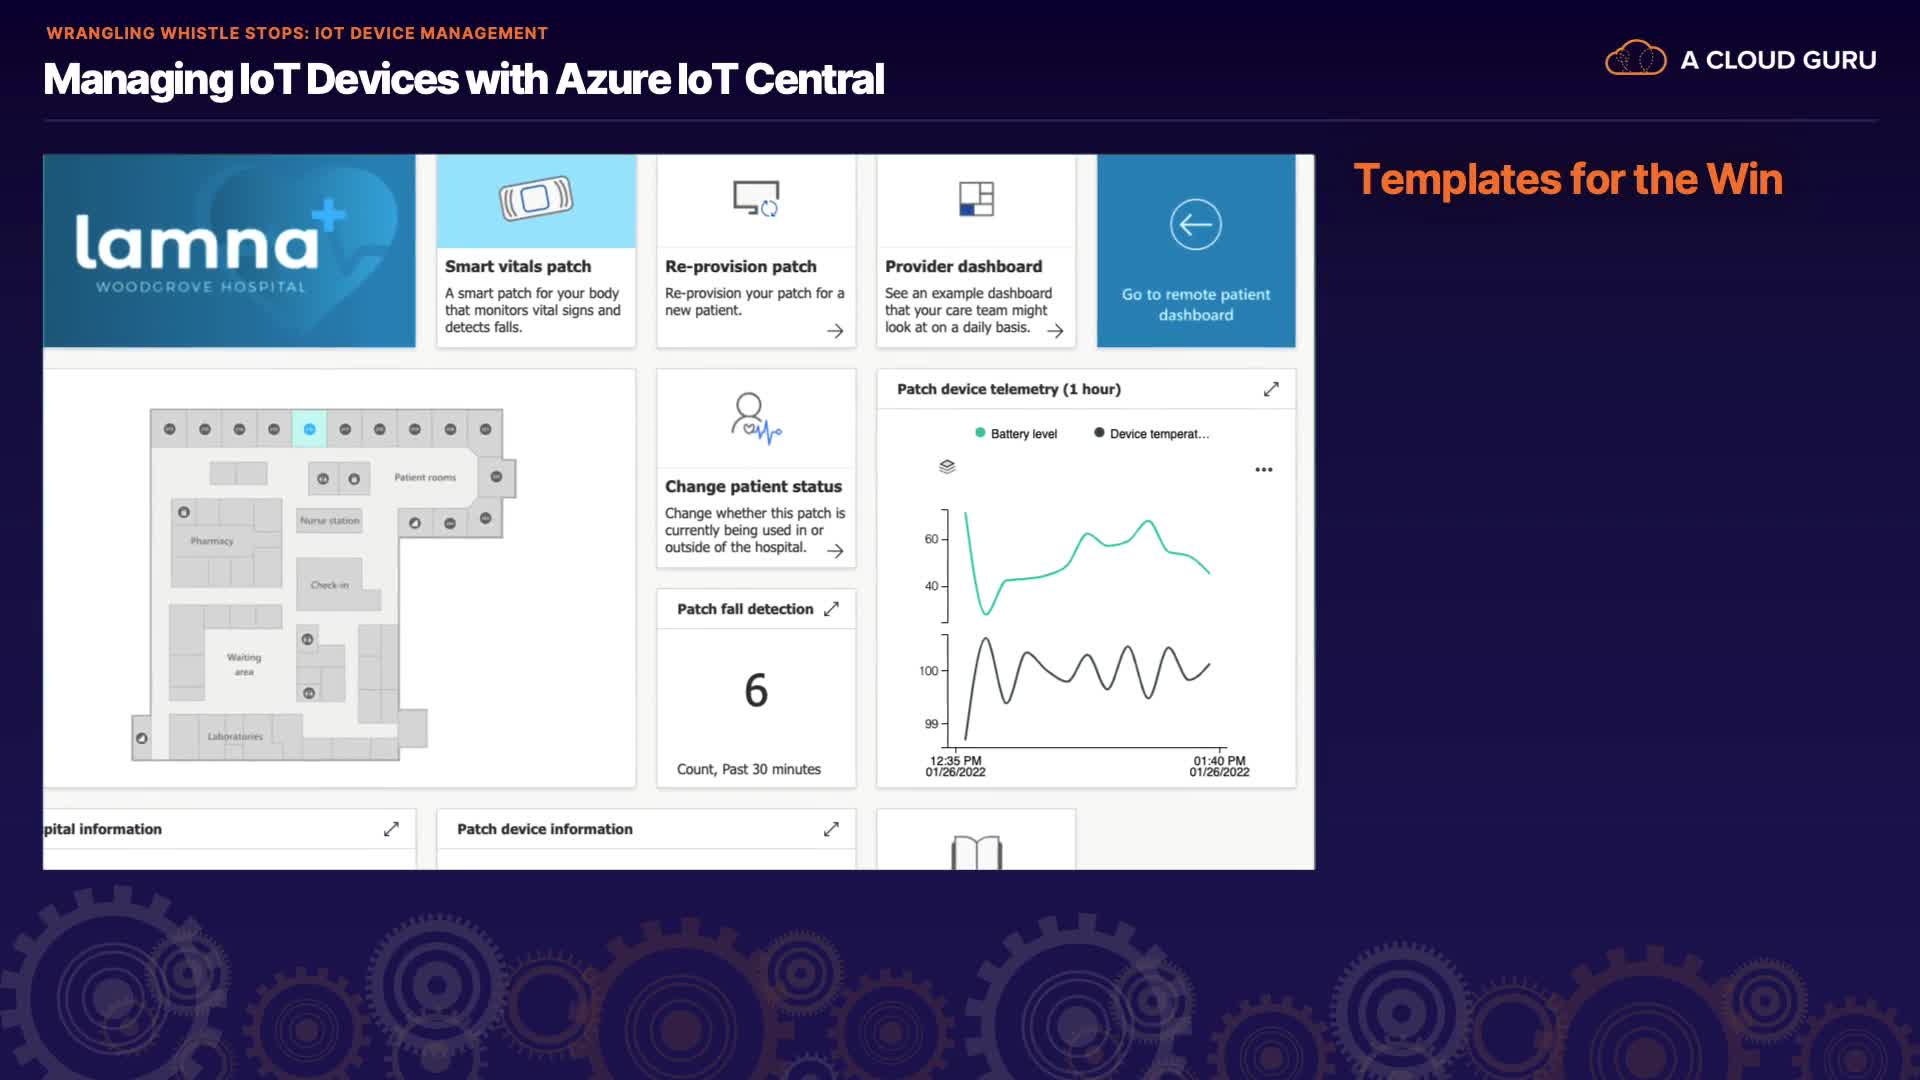 WRANGLING WHISTLE STOPS: IOT DEVICE MANAGEMENT
Managing IoT Devices with Azure IoT Central
A CLOUD GURU
Templates for the Win
lamna
WOODGROVE HOSPITAL
Smart vitals patch
A smart patch for your body
that monitors vital signs and
detects falls.
Re-provision patch
Re-provision your patch for a
new patient.
Provider dashboard
See an example dashboard
that your care team might
look at on a daily basis.
Go to remote patient
dashboard
Patient rooms
Nurse station
Pharmacy
Check-in
Waiting
area
Laboratories
Change patient status
Change whether this patch is
currently being used in or
outside of the hospital.
Patch fall detection
6
Count, Past 30 minutes
Patch device telemetry (1 hour)
Battery level
Device temperat...
60
40
100
99
12:35 PM
01/26/2022
01:40 PM
01/26/2022
pital information
Patch device information